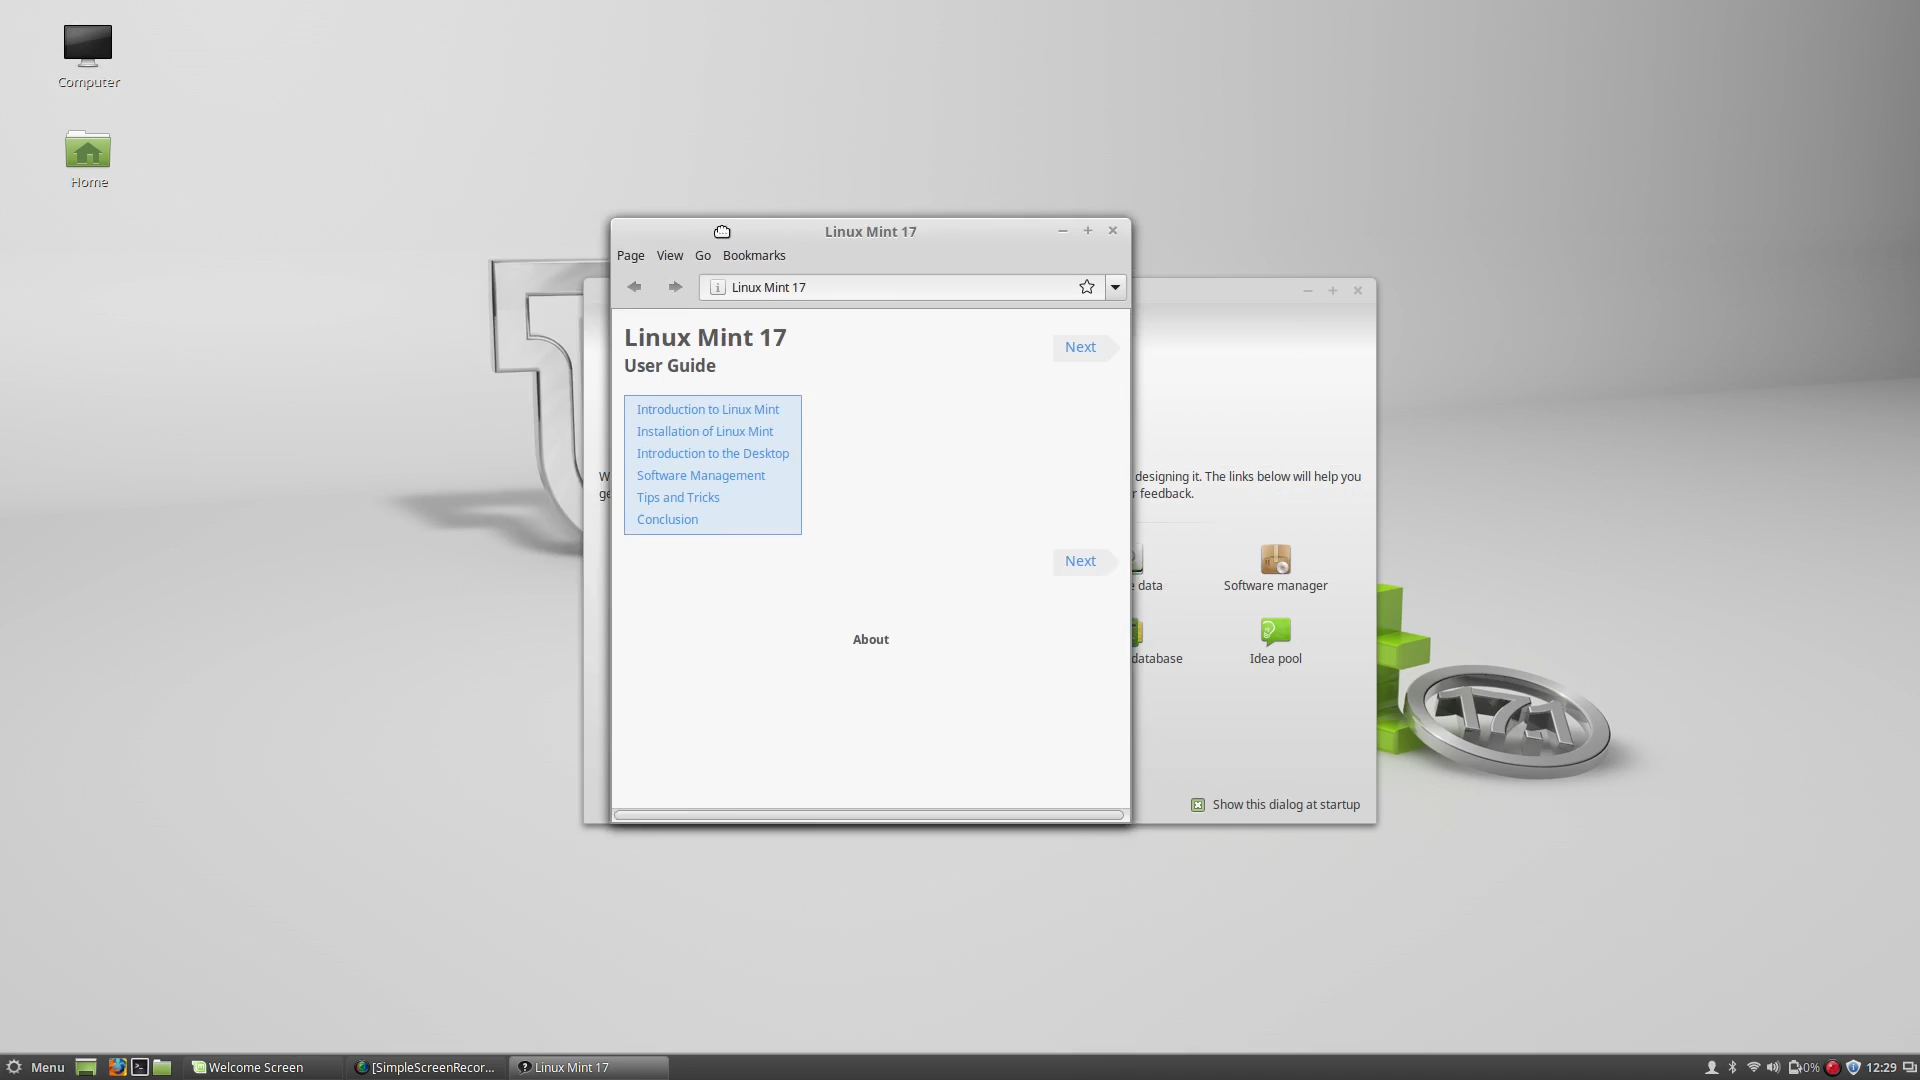 Computer
Home
Linux Mint 17
Page View Go Bookmarks
Linux Mint 17
Linux Mint 17
User Guide
Next
Introduction to Linux Mint
Installation of Linux Mint
Introduction to the Desktop
Software Management
Tips and Tricks
Conclusion
Next
About
designing it. The links below will help you
feedback.
data
Software manager
database
Idea pool
Show this dialog at startup
17.1
Menu
Welcome Screen
[SimpleScreenRecor...
Linux Mint 17
0%
12:29